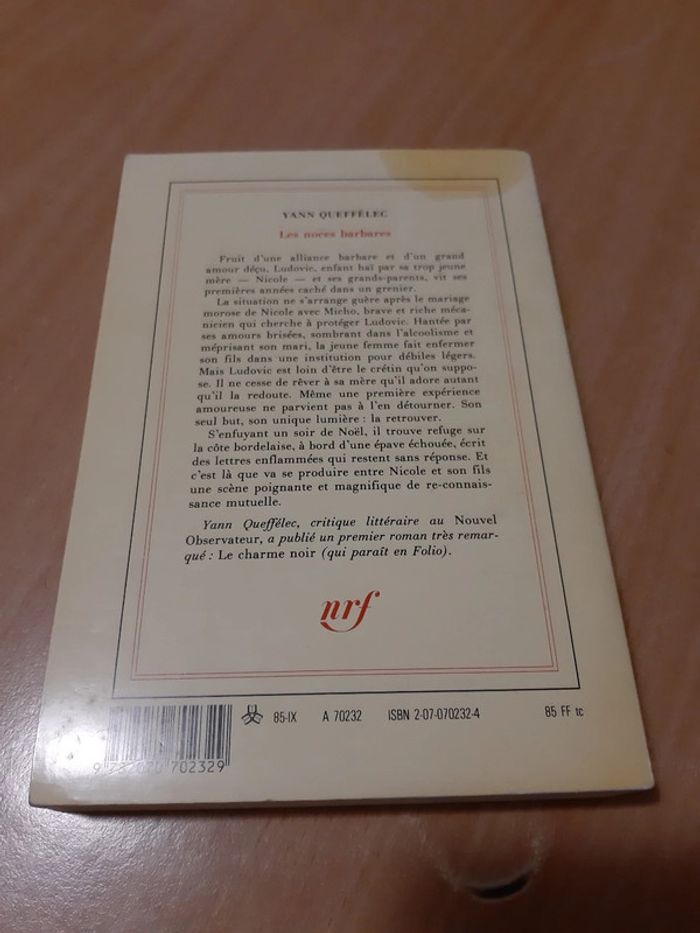 YANN QUEFFÉLEC
Les noces barbares
Fruit d'une alliance barbare et d'un grand
amour déçu, Ludovic, enfant haï par sa trop jeune
mère — Nicole — et ses grands-parents, vit ses
premières années caché dans un grenier.
La situation ne s'arrange guère après le mariage
morose de Nicole avec Micho, brave et riche méca-
nicien qui cherche à protéger Ludovic. Hantée par
ses amours brisées, sombrant dans l'alcoolisme et
méprisant son mari, la jeune femme fait enfermer
son fils dans une institution pour débiles légers.
Mais Ludovic est loin d'être le crétin qu'on suppo-
se. Il ne cesse de rêver à sa mère qu'il adore autant
qu'il la redoute. Même une première expérience
amoureuse ne parvient pas à l'en détourner. Son
seul but, son unique lumière : la retrouver.
S'enfuyant un soir de Noël, il trouve refuge sur
la côte bordelaise, à bord d'une épave échouée, écrit
des lettres enflammées qui restent sans réponse. Et
c'est là que va se produire entre Nicole et son fils
une scène poignante et magnifique de re-connais-
sance mutuelle.
Yann Queffélec, critique littéraire au Nouvel
Observateur, a publié un premier roman très remar-
qué : Le charme noir (qui paraît en Folio).
nrf
85-IX A 70232 ISBN 2-07-070232-4 85 FF tc
702329